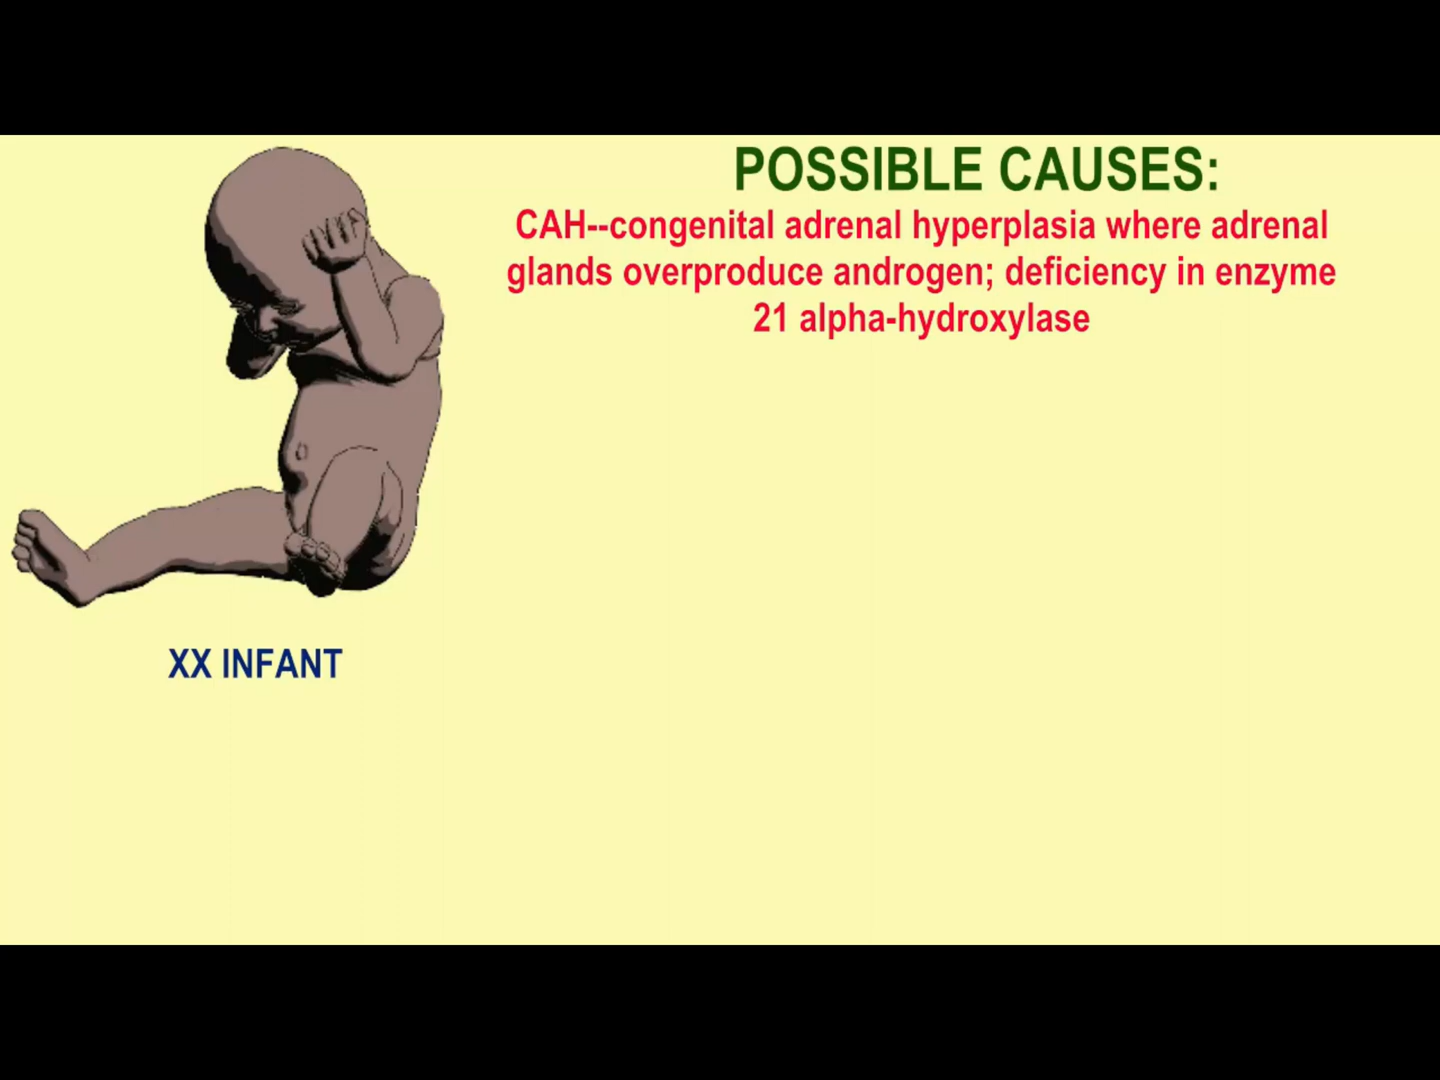 POSSIBLE CAUSES:
CAH--congenital adrenal hyperplasia where adrenal
glands overproduce androgen; deficiency in enzyme
21 alpha-hydroxylase
XX INFANT